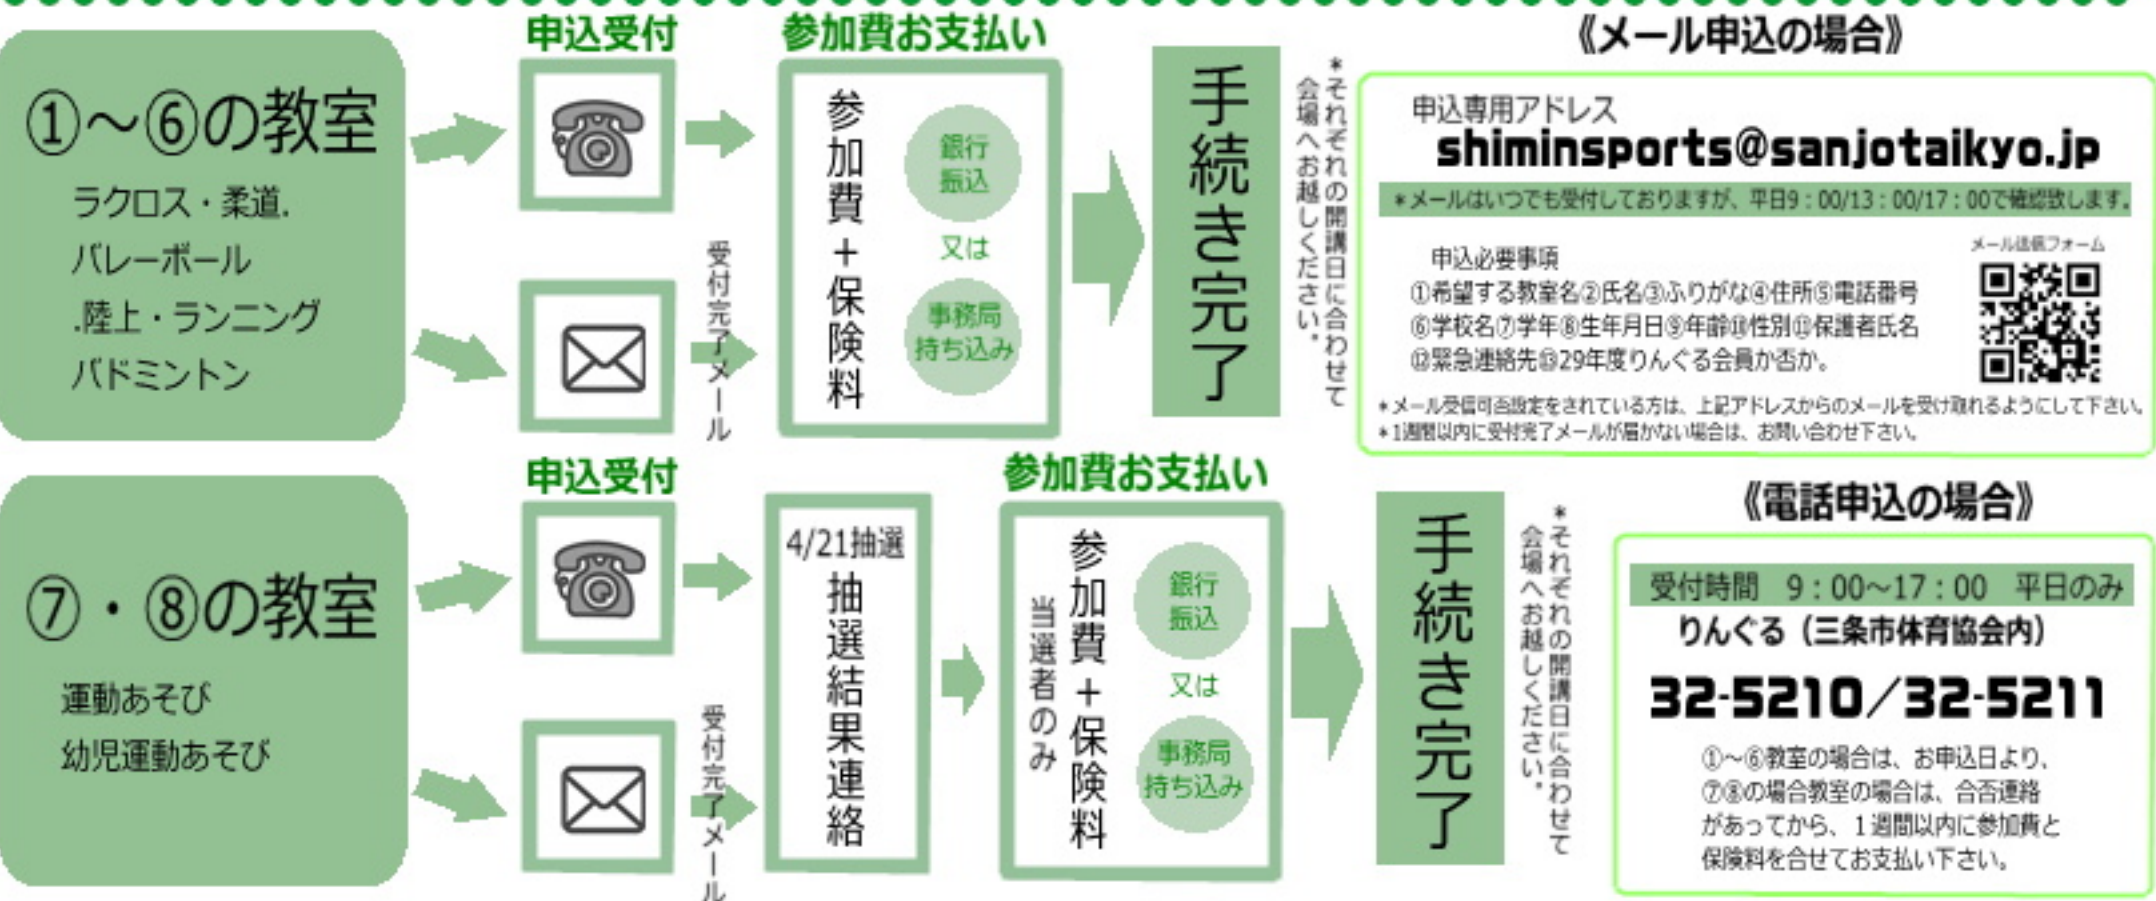 申込受付
参加費お支払い
①～⑥の教室
ラクロス・柔道.
バレーボール
.陸上・ランニング
バドミントン
受付完了メール
参加費＋保険料
銀行
振込
又は
事務局
持ち込み
手続き完了
＊それぞれの開講日に合わせて
会場へお越しください。
《メール申込の場合》
申込専用アドレス
shiminsports@sanjotaikyo.jp
＊メールはいつでも受付しておりますが、平日9：00/13：00/17：00で確認致します。
メール送信フォーム
申込必要事項
①希望する教室名②氏名③ふりがな④住所⑤電話番号
⑥学校名⑦学年⑧生年月日⑨年齢⑩性別⑪保護者氏名
⑫緊急連絡先⑬29年度りんぐる会員か否か。
＊メール受信可否設定をされている方は、上記アドレスからのメールを受け取れるようにして下さい。
＊1週間以内に受付完了メールが届かない場合は、お問い合わせ下さい。
申込受付
参加費お支払い
⑦・⑧の教室
運動あそび
幼児運動あそび
受付完了メール
4/21抽選
抽選結果連絡
参加費＋保険料
当選者のみ
銀行
振込
又は
事務局
持ち込み
手続き完了
＊それぞれの開講日に合わせて
会場へお越しください。
《電話申込の場合》
受付時間　9：00～17：00　平日のみ
りんぐる（三条市体育協会内）
32-5210／32-5211
①～⑥教室の場合は、お申込日より、
⑦⑧の場合教室の場合は、合否連絡
があってから、１週間以内に参加費と
保険料を合せてお支払い下さい。